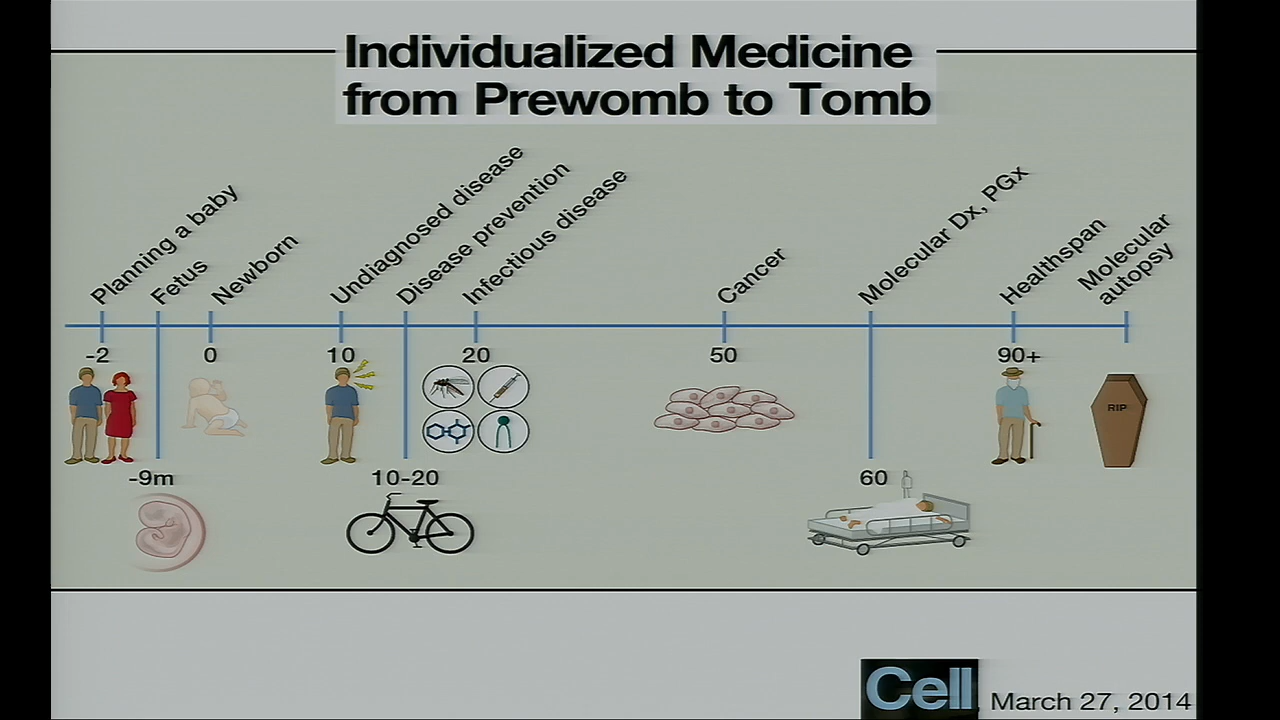 Individualized Medicine
from Prewomb to Tomb
Planning a baby
Fetus
Newborn
Undiagnosed disease
Disease prevention
Infectious disease
Cancer
Molecular Dx, PGx
Healthspan
Molecular
autopsy
-2
0
10
20
50
90+
RIP
-9m
10-20
60
Cell, March 27, 2014